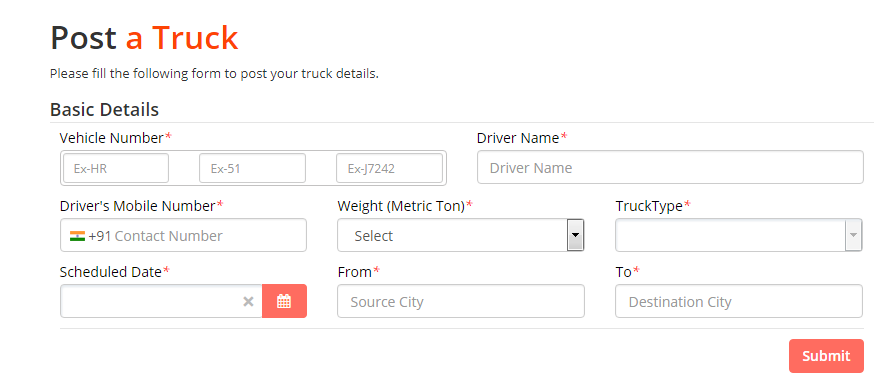 Post a Truck
Please fill the following form to post your truck details.
Basic Details
Vehicle Number* Driver Name*
Ex-HR Ex-51 Ex-J7242 Driver Name
Driver's Mobile Number* Weight (Metric Ton)* TruckType*
+91 Contact Number Select
Scheduled Date* From* To*
Source City Destination City
Submit